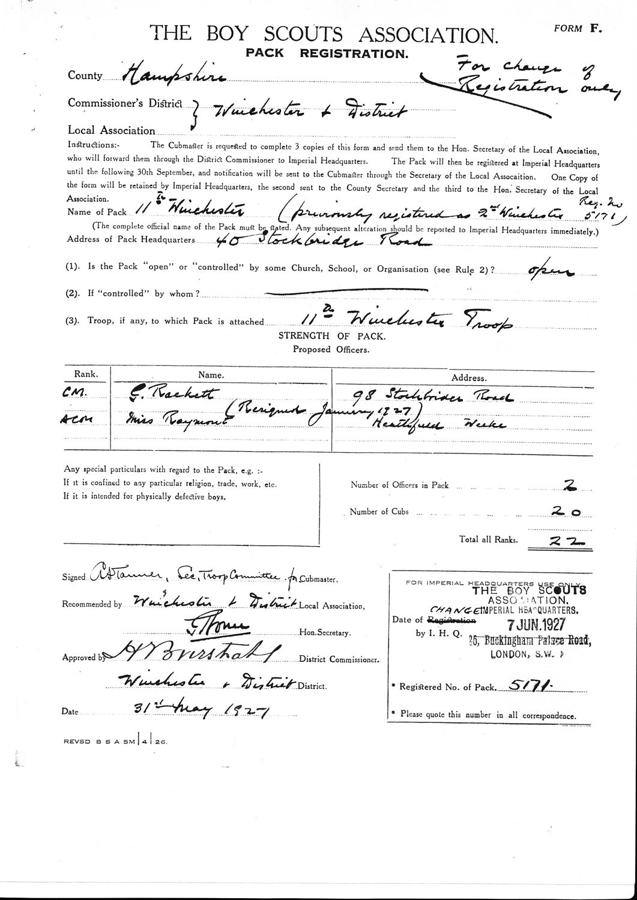 THE BOY SCOUTS ASSOCIATION.
FORM F.
PACK REGISTRATION.
For change of
Registration only
County Hampshire
Commissioner's District } Winchester & District
Local Association
Instructions:- The Cubmaster is requested to complete 3 copies of this form and send them to the Hon. Secretary of the Local Association,
who will forward them through the District Commissioner to Imperial Headquarters. The Pack will then be registered at Imperial Headquarters
until the following 30th September, and notification will be sent to the Cubmaster through the Secretary of the Local Assocaition. One Copy of
the form will be retained by Imperial Headquarters, the second sent to the County Secretary and the third to the Hon. Secretary of the Local
Association.
Name of Pack 11th Winchester (previously registered as 2nd Winchester Reg. No 5171)
(The complete official name of the Pack must be stated. Any subsequent altcration should be reported to Imperial Headquarters immediately.)
Address of Pack Headquarters 40 Stockbridge Road
(1). Is the Pack "open" or "controlled" by some Church, School, or Organisation (see Rule 2)? open
(2). If "controlled" by whom?
(3). Troop, if any, to which Pack is attached 11th Winchester Troop
STRENGTH OF PACK.
Proposed Officers.
Rank. Name. Address.
CM. G. Rackett 98 Stockbridge Road
ACM Miss Raymont (Resigned January 1927) Heathfield Weeke
Any special particulars with regard to the Pack, e.g. :-
If it is confined to any particular religion, trade, work, etc.
If it is intended for physically defective boys.
Number of Officers in Pack 2
Number of Cubs 20
Total all Ranks. 22
Signed A Tanner, Sec, Troop Committee for Cubmaster.
Recommended by Winchester & District Local Association,
Hon. Secretary.
Approved by District Commissioner.
Winchester & District District.
Date 31st May 1927
REVSD B S A 5M/4/26.
FOR IMPERIAL HEADQUARTERS USE ONLY
THE BOY SCOUTS
ASSOCIATION.
CHANGE IMPERIAL HEADQUARTERS.
Date of Registration 7 JUN. 1927
by I. H. Q. 25, Buckingham Palace Road,
LONDON, S.W. 1
* Registered No. of Pack, 5171.
* Please quote this number in all correspondence.